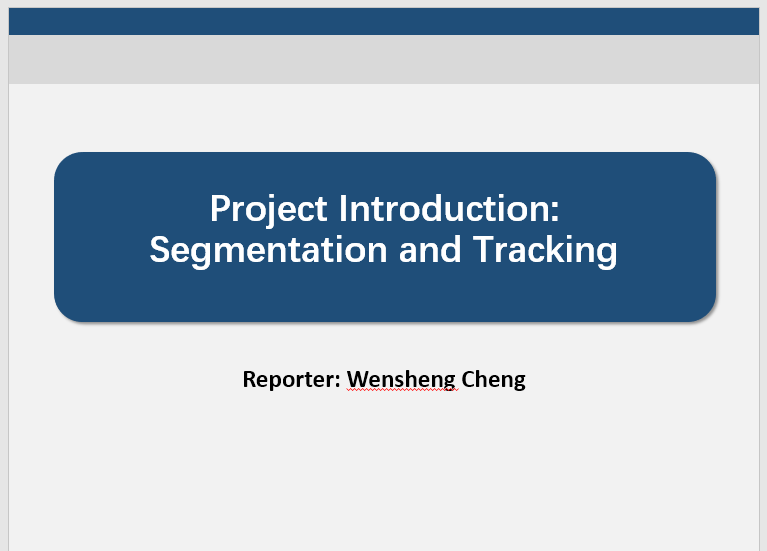 Project Introduction:
Segmentation and Tracking
Reporter: Wensheng Cheng